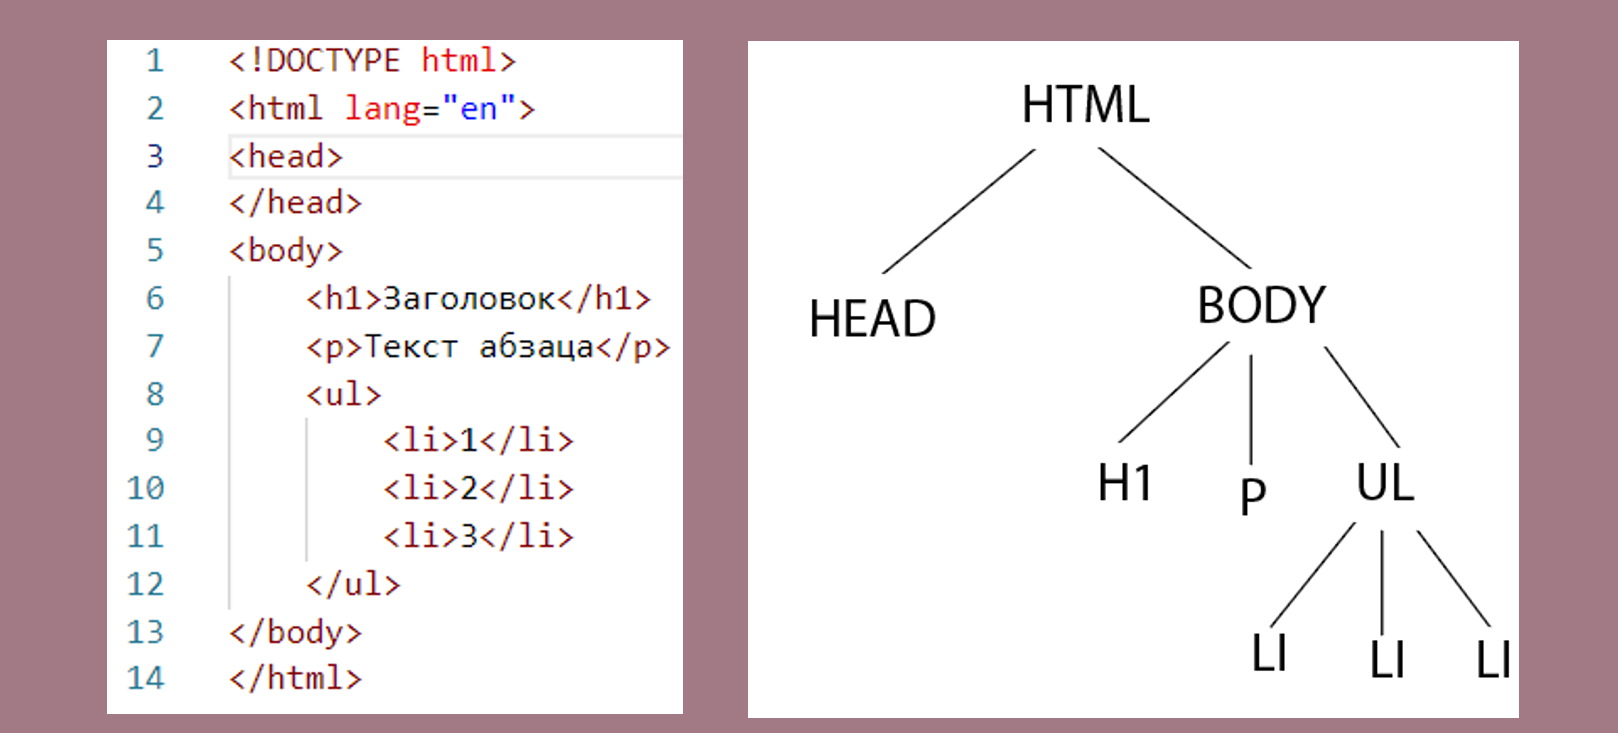 1 <!DOCTYPE html>
2 <html lang="en">
3 <head>
4 </head>
5 <body>
6 <h1>Заголовок</h1>
7 <p>Текст абзаца</p>
8 <ul>
9 <li>1</li>
10 <li>2</li>
11 <li>3</li>
12 </ul>
13 </body>
14 </html>
HTML
HEAD BODY
H1 P UL
LI LI LI